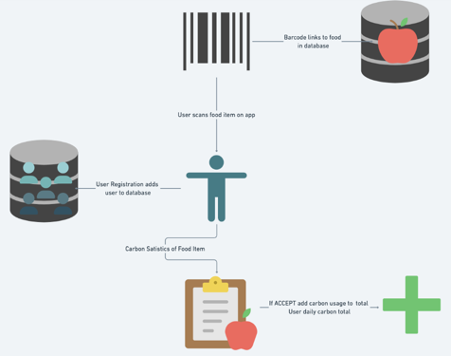 Barcode links to food
in database
User scans food item on app
User Registration adds
user to database
Carbon Satistics of Food Item
If ACCEPT add carbon usage to total
User daily carbon total